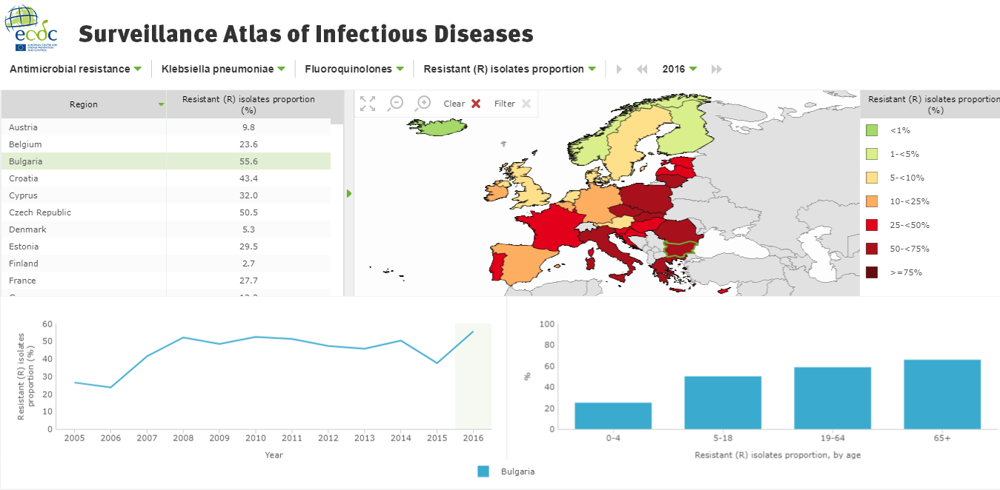 ecdc
EUROPEAN CENTRE FOR
DISEASE PREVENTION
AND CONTROL
Surveillance Atlas of Infectious Diseases
Antimicrobial resistance Klebsiella pneumoniae Fluoroquinolones Resistant (R) isolates proportion 2016
Region Resistant (R) isolates proportion
(%)
Austria 9.8
Belgium 23.6
Bulgaria 55.6
Croatia 43.4
Cyprus 32.0
Czech Republic 50.5
Denmark 5.3
Estonia 29.5
Finland 2.7
France 27.7
Clear Filter
Resistant (R) isolates proportion
(%)
<1%
1-<5%
5-<10%
10-<25%
25-<50%
50-<75%
>=75%
Resistant (R) isolates
proportion (%)
60
50
40
30
20
10
0
2005 2006 2007 2008 2009 2010 2011 2012 2013 2014 2015 2016
Year
%
100
80
60
40
20
0
0-4 5-18 19-64 65+
Resistant (R) isolates proportion, by age
Bulgaria